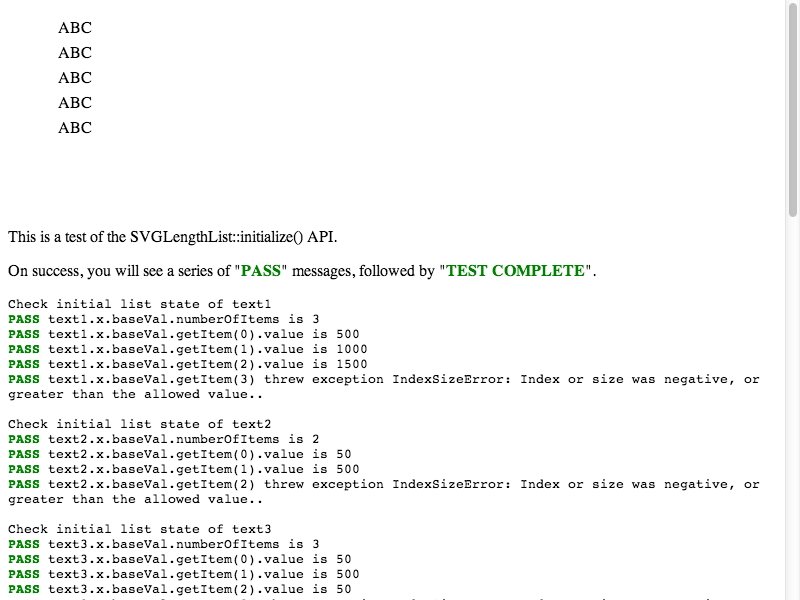 ABC
ABC
ABC
ABC
ABC
This is a test of the SVGLengthList::initialize() API.
On success, you will see a series of "PASS" messages, followed by "TEST COMPLETE".
Check initial list state of text1
PASS text1.x.baseVal.numberOfItems is 3
PASS text1.x.baseVal.getItem(0).value is 500
PASS text1.x.baseVal.getItem(1).value is 1000
PASS text1.x.baseVal.getItem(2).value is 1500
PASS text1.x.baseVal.getItem(3) threw exception IndexSizeError: Index or size was negative, or
greater than the allowed value..
Check initial list state of text2
PASS text2.x.baseVal.numberOfItems is 2
PASS text2.x.baseVal.getItem(0).value is 50
PASS text2.x.baseVal.getItem(1).value is 500
PASS text2.x.baseVal.getItem(2) threw exception IndexSizeError: Index or size was negative, or
greater than the allowed value..
Check initial list state of text3
PASS text3.x.baseVal.numberOfItems is 3
PASS text3.x.baseVal.getItem(0).value is 50
PASS text3.x.baseVal.getItem(1).value is 500
PASS text3.x.baseVal.getItem(2).value is 50